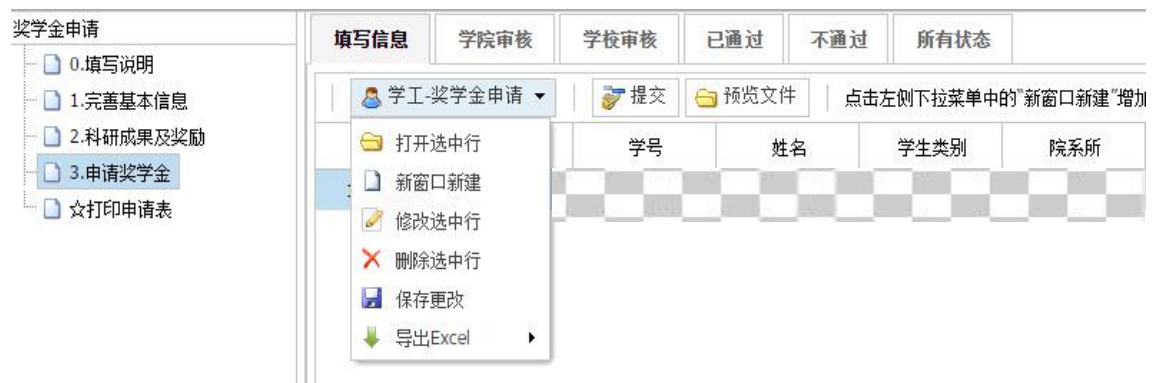 奖学金申请
0.填写说明
1.完善基本信息
2.科研成果及奖励
3.申请奖学金
☆打印申请表
填写信息 学院审核 学校审核 已通过 不通过 所有状态
学工-奖学金申请 提交 预览文件 点击左侧下拉菜单中的"新窗口新建"增加
学号 姓名 学生类别 院系所
打开选中行
新窗口新建
修改选中行
删除选中行
保存更改
导出Excel